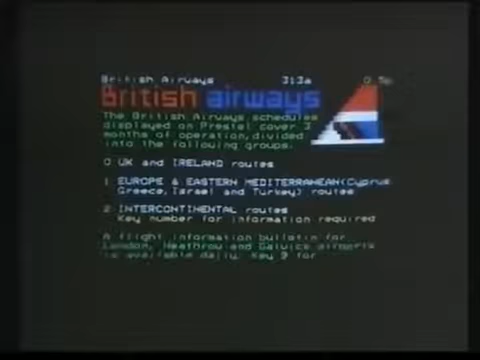 British Airways 313a 0.5p
British airways
The British Airways schedules
displayed on Prestel cover 3
months of operation, divided
into the following groups.
0 UK and IRELAND routes
1 EUROPE & EASTERN MEDITERRANEAN(Cyprus
Greece, Israel and Turkey) routes
2 INTERCONTINENTAL routes
Key number for information required
A flight information bulletin for
London, Heathrow and Gatwick airports
is available daily. Key 9 for